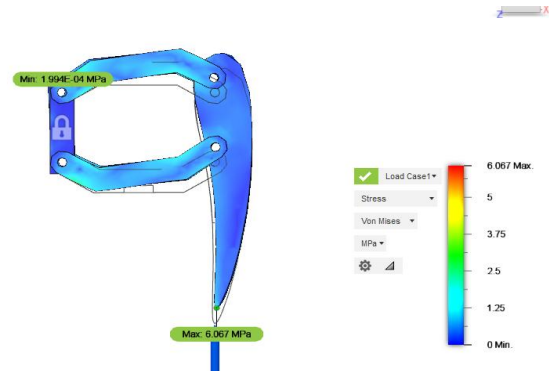 Z
X
Min: 1.994E-04 MPa
Max: 6.067 MPa
Load Case1
Stress
Von Mises
MPa
6.067 Max.
5
3.75
2.5
1.25
0 Min.